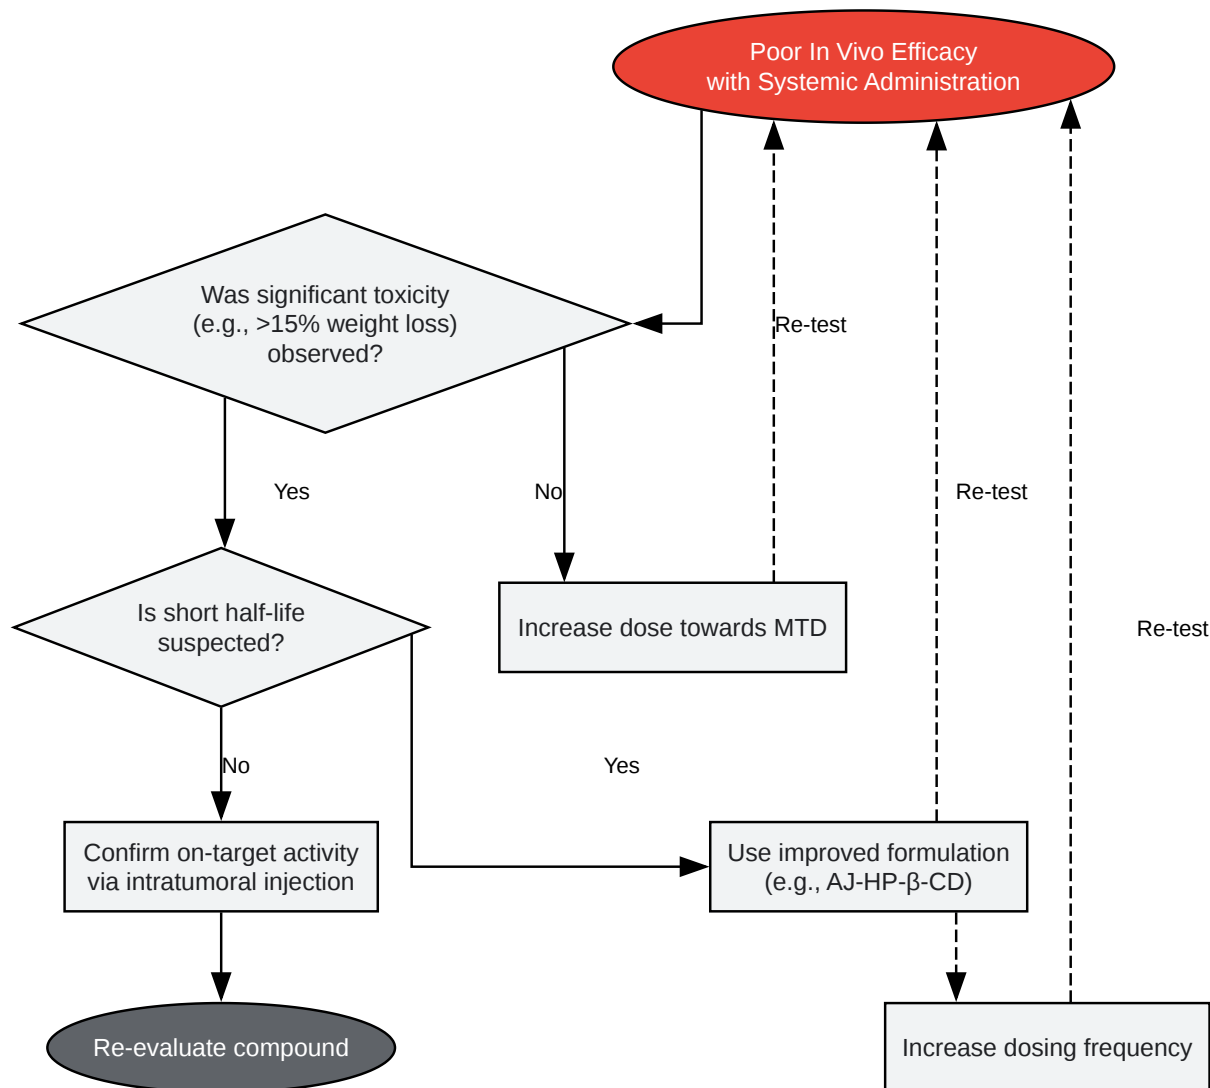 Poor In Vivo Efficacy
with Systemic Administration
Was significant toxicity
(e.g., >15% weight loss)
observed?
Re-test
Yes
No
Re-test
Is short half-life
suspected?
Increase dose towards MTD
Re-test
No
Yes
Confirm on-target activity
via intratumoral injection
Use improved formulation
(e.g., AJ-HP-β-CD)
Re-evaluate compound
Increase dosing frequency